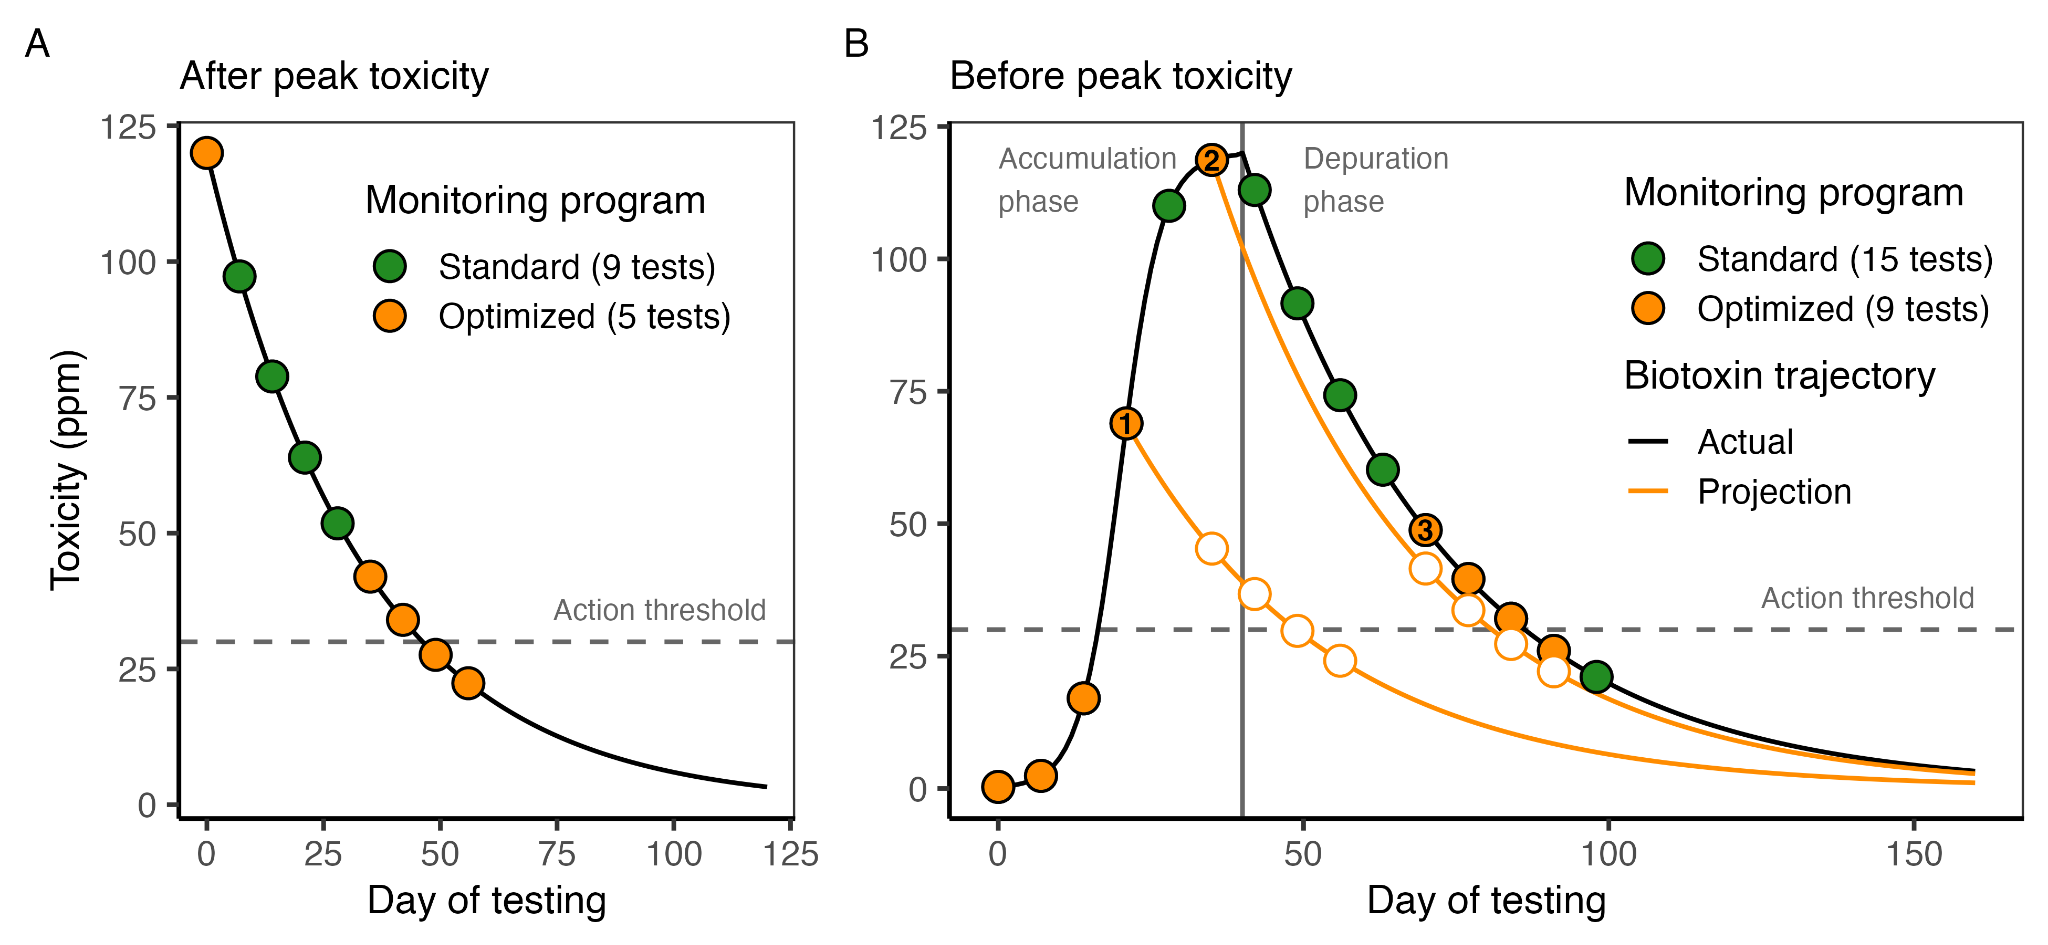 A
After peak toxicity
Toxicity (ppm)
125
100
75
50
25
0
Monitoring program
Standard (9 tests)
Optimized (5 tests)
Action threshold
0 25 50 75 100 125
Day of testing
B
Before peak toxicity
125
100
75
50
25
0
Accumulation
phase
Depuration
phase
1
2
3
Monitoring program
Standard (15 tests)
Optimized (9 tests)
Biotoxin trajectory
Actual
Projection
Action threshold
0 50 100 150
Day of testing